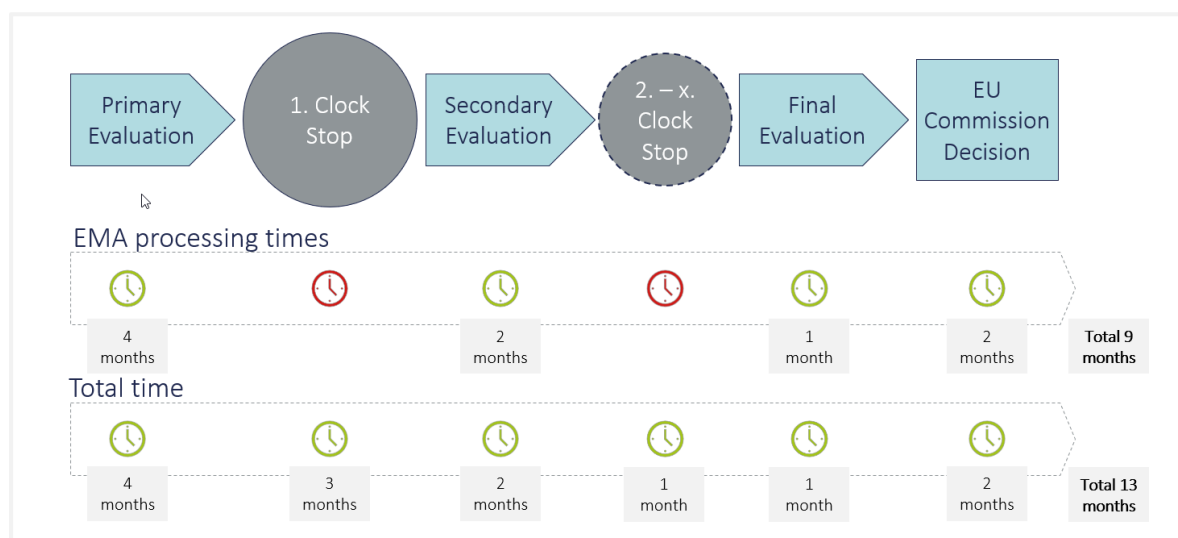 Primary
Evaluation
1. Clock
Stop
Secondary
Evaluation
2. – x.
Clock
Stop
Final
Evaluation
EU
Commission
Decision
EMA processing times
4
months
2
months
1
month
2
months
Total 9
months
Total time
4
months
3
months
2
months
1
month
1
month
2
months
Total 13
months